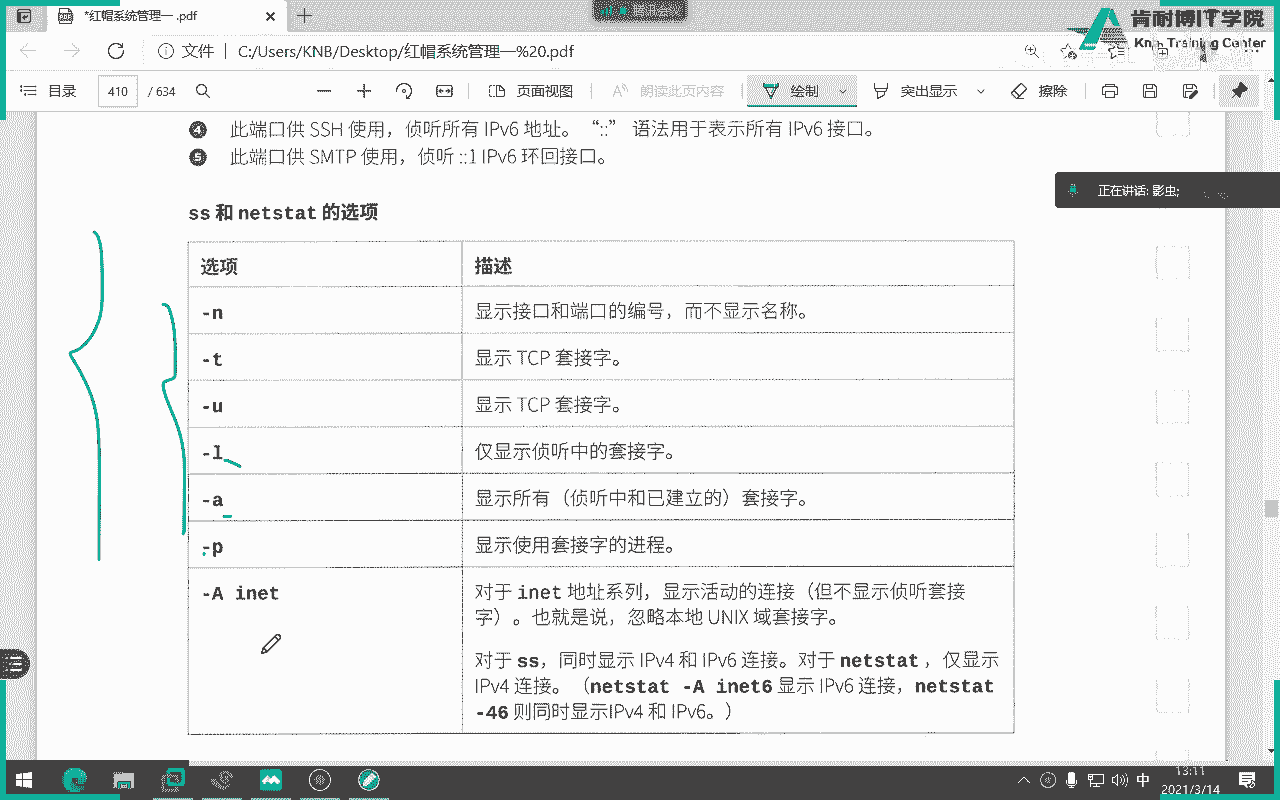 *红帽系统管理一 .pdf
肯耐博IT学院
Knb Training Center
文件
C:/Users/KNB/Desktop/红帽系统管理一%20.pdf
目录
410
/ 634
页面视图
朗读此页内容
绘制
突出显示
擦除
4 此端口供 SSH 使用，侦听所有 IPv6 地址。 “::” 语法用于表示所有 IPv6 接口。
5 此端口供 SMTP 使用，侦听 ::1 IPv6 环回接口。
正在讲话: 影虫;
ss 和 netstat 的选项
选项
描述
-n
显示接口和端口的编号，而不显示名称。
-t
显示 TCP 套接字。
-u
显示 TCP 套接字。
-l
仅显示侦听中的套接字。
-a
显示所有（侦听中和已建立的）套接字。
-p
显示使用套接字的进程。
-A inet
对于 inet 地址系列，显示活动的连接（但不显示侦听套接
字）。也就是说，忽略本地 UNIX 域套接字。
对于 ss，同时显示 IPv4 和 IPv6 连接。对于 netstat ，仅显示
IPv4 连接。（netstat -A inet6 显示 IPv6 连接，netstat
-46 则同时显示IPv4 和 IPv6。）
中
13:11
2021/3/14